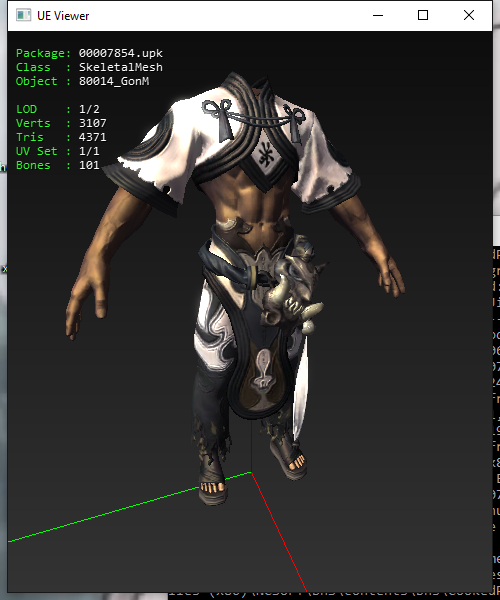 UE Viewer
Package: 00007854.upk
Class : SkeletalMesh
Object : 80014_GonM
LOD : 1/2
Verts : 3107
Tris : 4371
UV Set : 1/1
Bones : 101